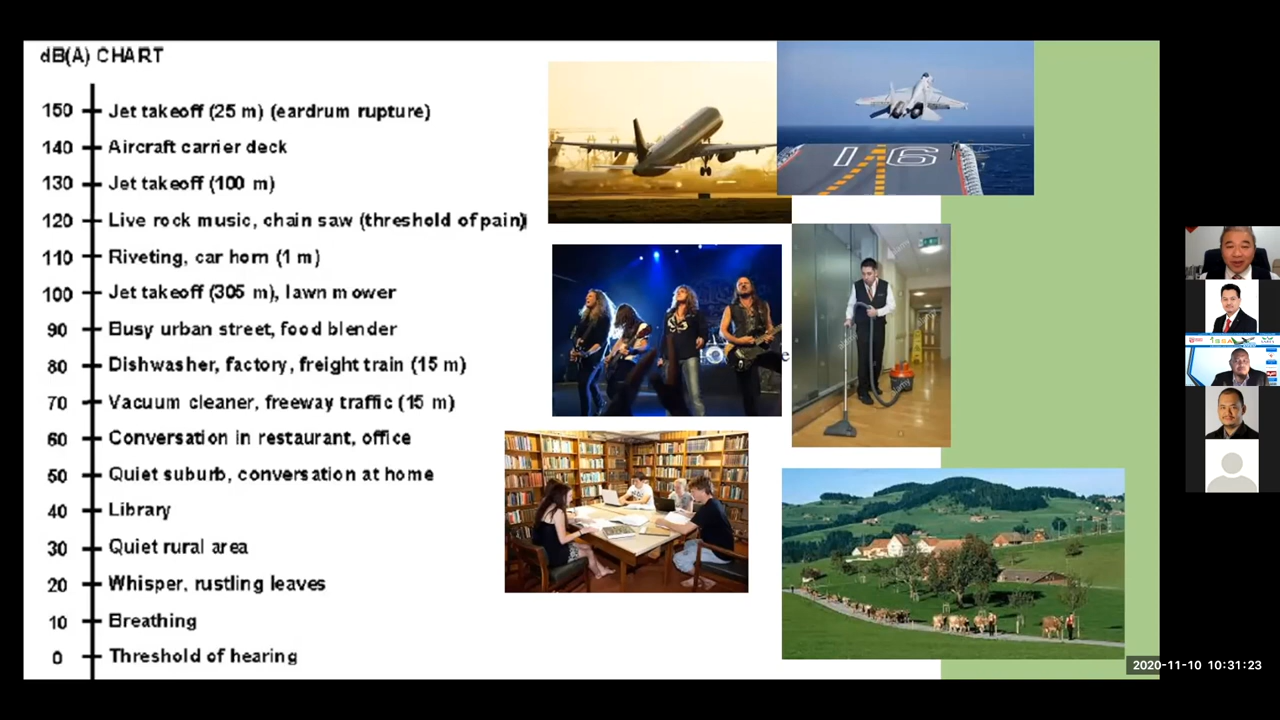 dB(A) CHART
150 Jet takeoff (25 m) (eardrum rupture)
140 Aircraft carrier deck
130 Jet takeoff (100 m)
120 Live rock music, chain saw (threshold of pain)
110 Riveting, car horn (1 m)
100 Jet takeoff (305 m), lawn mower
90 Busy urban street, food blender
80 Dishwasher, factory, freight train (15 m)
70 Vacuum cleaner, freeway traffic (15 m)
60 Conversation in restaurant, office
50 Quiet suburb, conversation at home
40 Library
30 Quiet rural area
20 Whisper, rustling leaves
10 Breathing
0 Threshold of hearing
16
e
2020-11-10 10:31:23